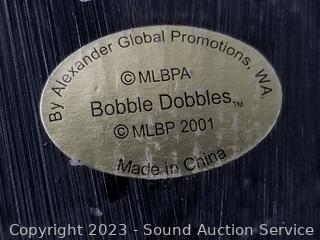 By Alexander Global Promotions, WA.
©MLBPA
Bobble Dobbles™
©MLBP 2001
Made in China
Copyright 2023 - Sound Auction Service